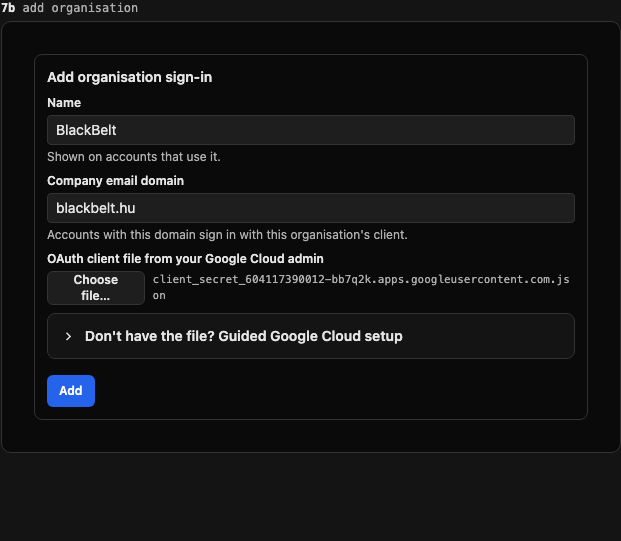 7b add organisation
Add organisation sign-in
Name
BlackBelt
Shown on accounts that use it.
Company email domain
blackbelt.hu
Accounts with this domain sign in with this organisation's client.
OAuth client file from your Google Cloud admin
Choose
file...
client_secret_604117390012-bb7q2k.apps.googleusercontent.com.js
on
Don't have the file? Guided Google Cloud setup
Add